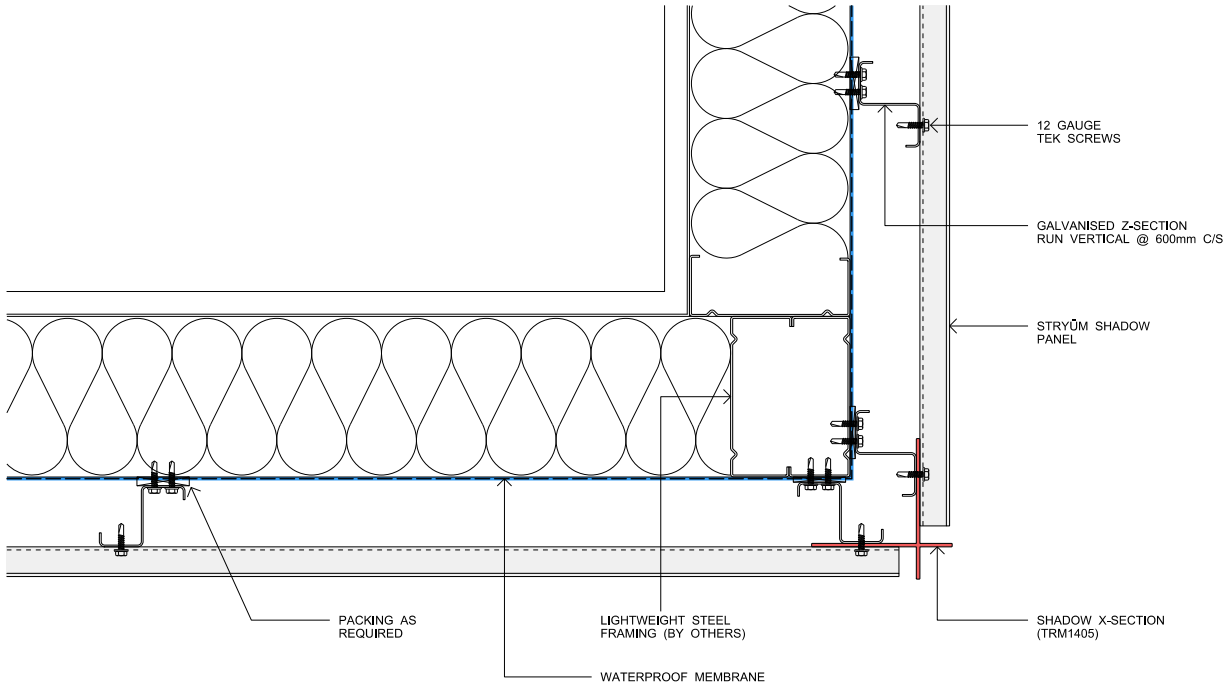 12 GAUGE
TEK SCREWS
GALVANISED Z-SECTION
RUN VERTICAL @ 600mm C/S
STRYŪM SHADOW
PANEL
PACKING AS
REQUIRED
LIGHTWEIGHT STEEL
FRAMING (BY OTHERS)
SHADOW X-SECTION
(TRM1405)
WATERPROOF MEMBRANE